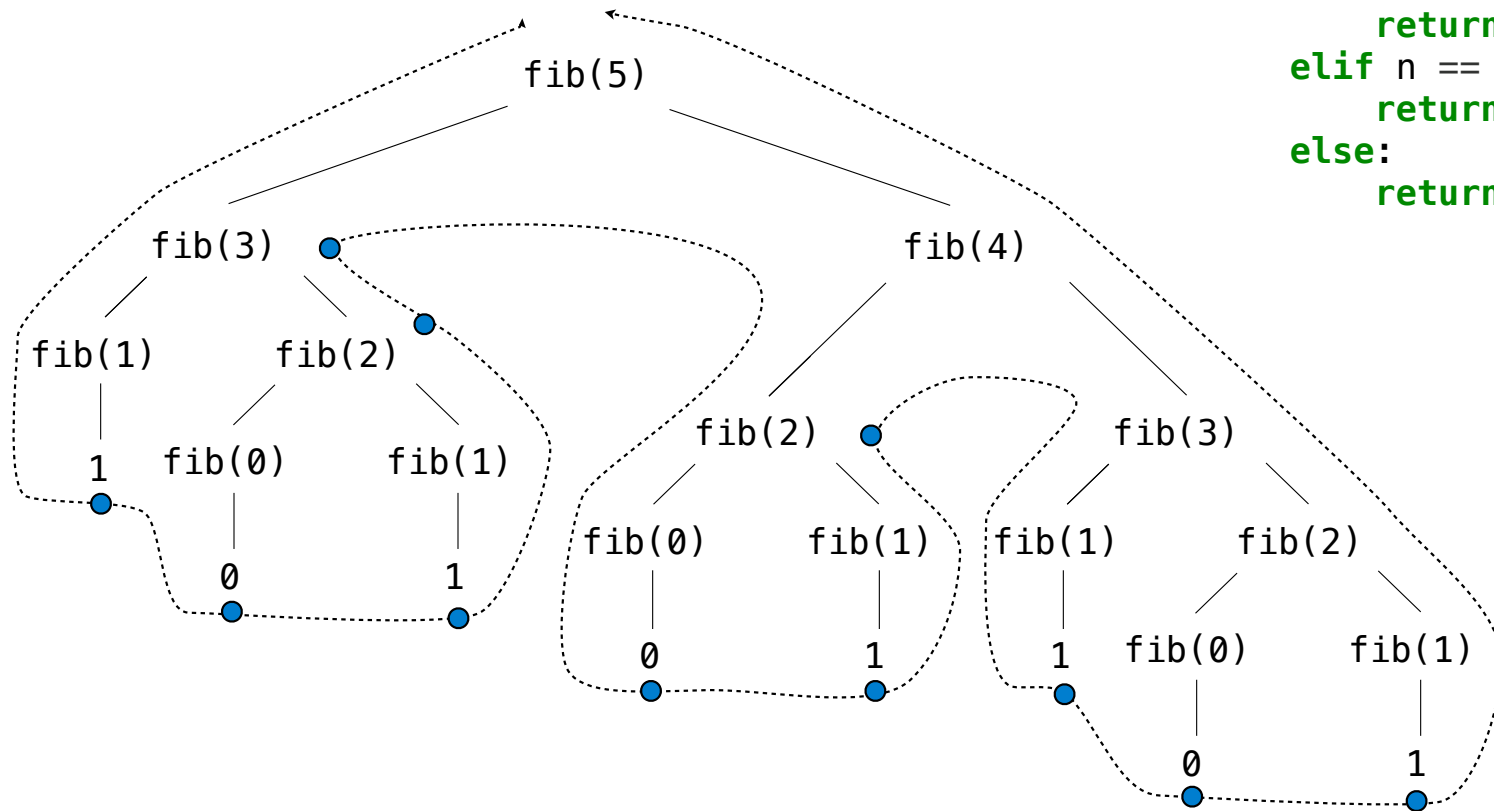 return
elif n ==
return
else:
return
fib(5)
fib(3) fib(4)
fib(1) fib(2)
fib(2) fib(3)
1 fib(0) fib(1)
fib(0) fib(1) fib(1) fib(2)
0 1
0 1 1 fib(0) fib(1)
0 1